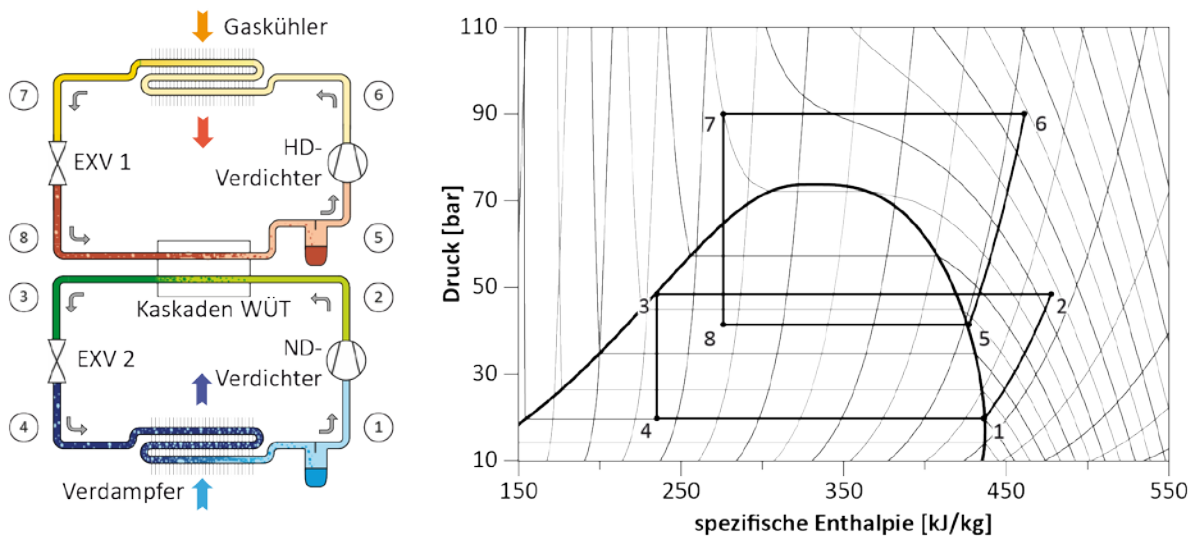 Gaskühler
7
6
EXV 1
HD-
Verdichter
8
5
3
Kaskaden WÜT
2
EXV 2
ND-
Verdichter
4
1
Verdampfer
Druck [bar]
110
90
70
50
30
10
7
6
3
2
8
5
4
1
150
250
350
450
550
spezifische Enthalpie [kJ/kg]